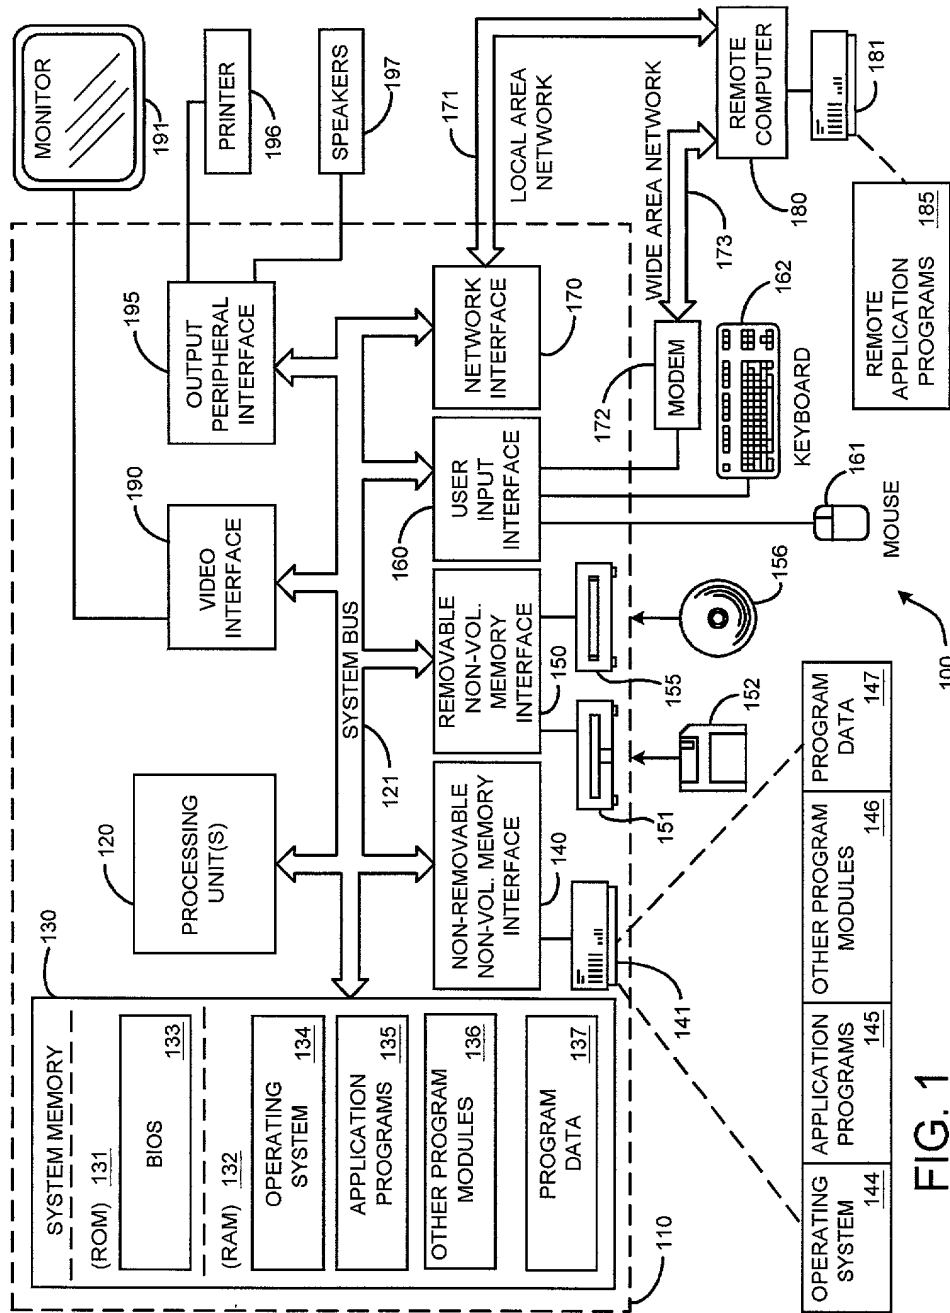 SYSTEM MEMORY
(ROM) 131
BIOS
133
(RAM) 132
OPERATING
SYSTEM
134
APPLICATION
PROGRAMS
135
OTHER PROGRAM
MODULES
136
PROGRAM
DATA
137
130
110
PROCESSING
UNIT(S)
120
VIDEO
INTERFACE
190
OUTPUT
PERIPHERAL
INTERFACE
195
MONITOR
191
PRINTER
196
SPEAKERS
197
SYSTEM BUS
121
NON-REMOVABLE
NON-VOL. MEMORY
INTERFACE
140
REMOVABLE
NON-VOL.
MEMORY
INTERFACE
150
USER
INPUT
INTERFACE
160
NETWORK
INTERFACE
170
171
LOCAL AREA
NETWORK
WIDE AREA NETWORK
173
MODEM
172
141
151
155
152
156
MOUSE
161
KEYBOARD
162
REMOTE
COMPUTER
180
181
REMOTE
APPLICATION
PROGRAMS
185
OPERATING
SYSTEM
144
APPLICATION
PROGRAMS
145
OTHER PROGRAM
MODULES
146
PROGRAM
DATA
147
100
FIG. 1